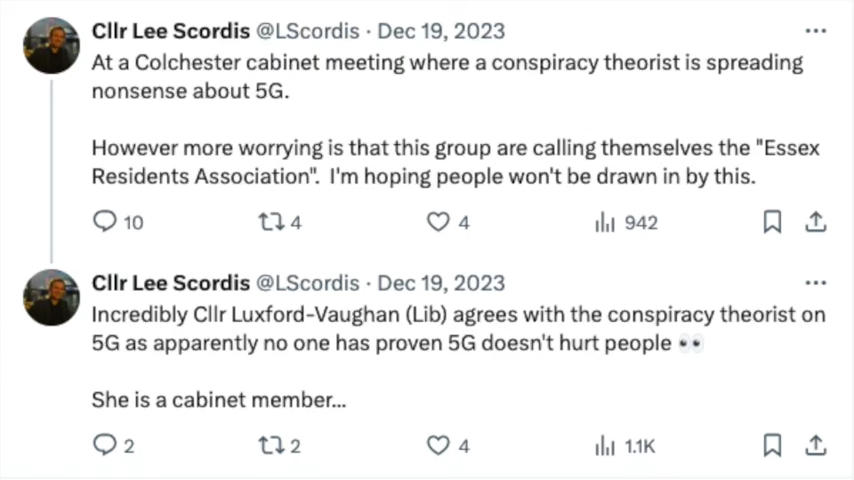 Cllr Lee Scordis @LScordis · Dec 19, 2023 ···
At a Colchester cabinet meeting where a conspiracy theorist is spreading
nonsense about 5G.
However more worrying is that this group are calling themselves the "Essex
Residents Association".  I'm hoping people won't be drawn in by this.
10 4 4 942
Cllr Lee Scordis @LScordis · Dec 19, 2023 ···
Incredibly Cllr Luxford-Vaughan (Lib) agrees with the conspiracy theorist on
5G as apparently no one has proven 5G doesn't hurt people 👀
She is a cabinet member...
2 2 4 1.1K